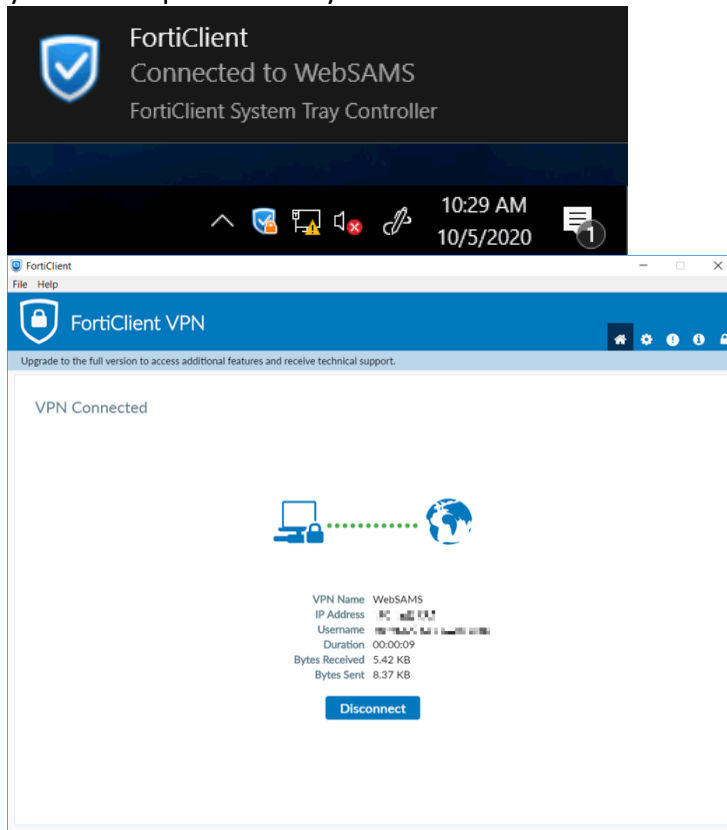 FortiClient
Connected to WebSAMS
FortiClient System Tray Controller
10:29 AM
10/5/2020
1
FortiClient
File Help
FortiClient VPN
Upgrade to the full version to access additional features and receive technical support.
VPN Connected
VPN Name WebSAMS
IP Address
Username
Duration 00:00:09
Bytes Received 5.42 KB
Bytes Sent 8.37 KB
Disconnect